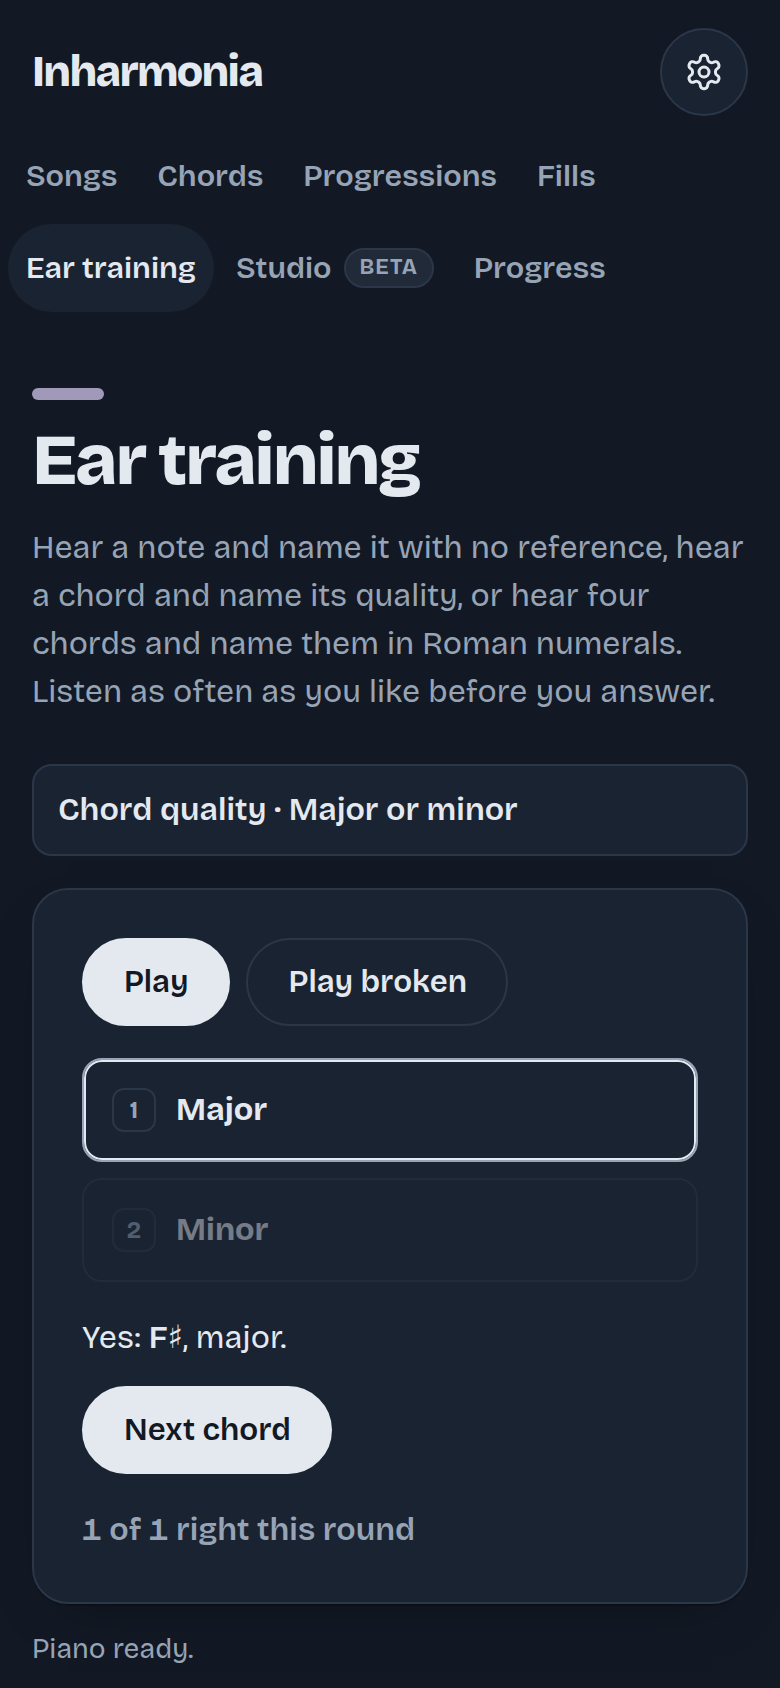 Inharmonia
Songs Chords Progressions Fills
Ear training Studio BETA Progress
Ear training
Hear a note and name it with no reference, hear
a chord and name its quality, or hear four
chords and name them in Roman numerals.
Listen as often as you like before you answer.
Chord quality · Major or minor
Play Play broken
1 Major
2 Minor
Yes: F♯, major.
Next chord
1 of 1 right this round
Piano ready.